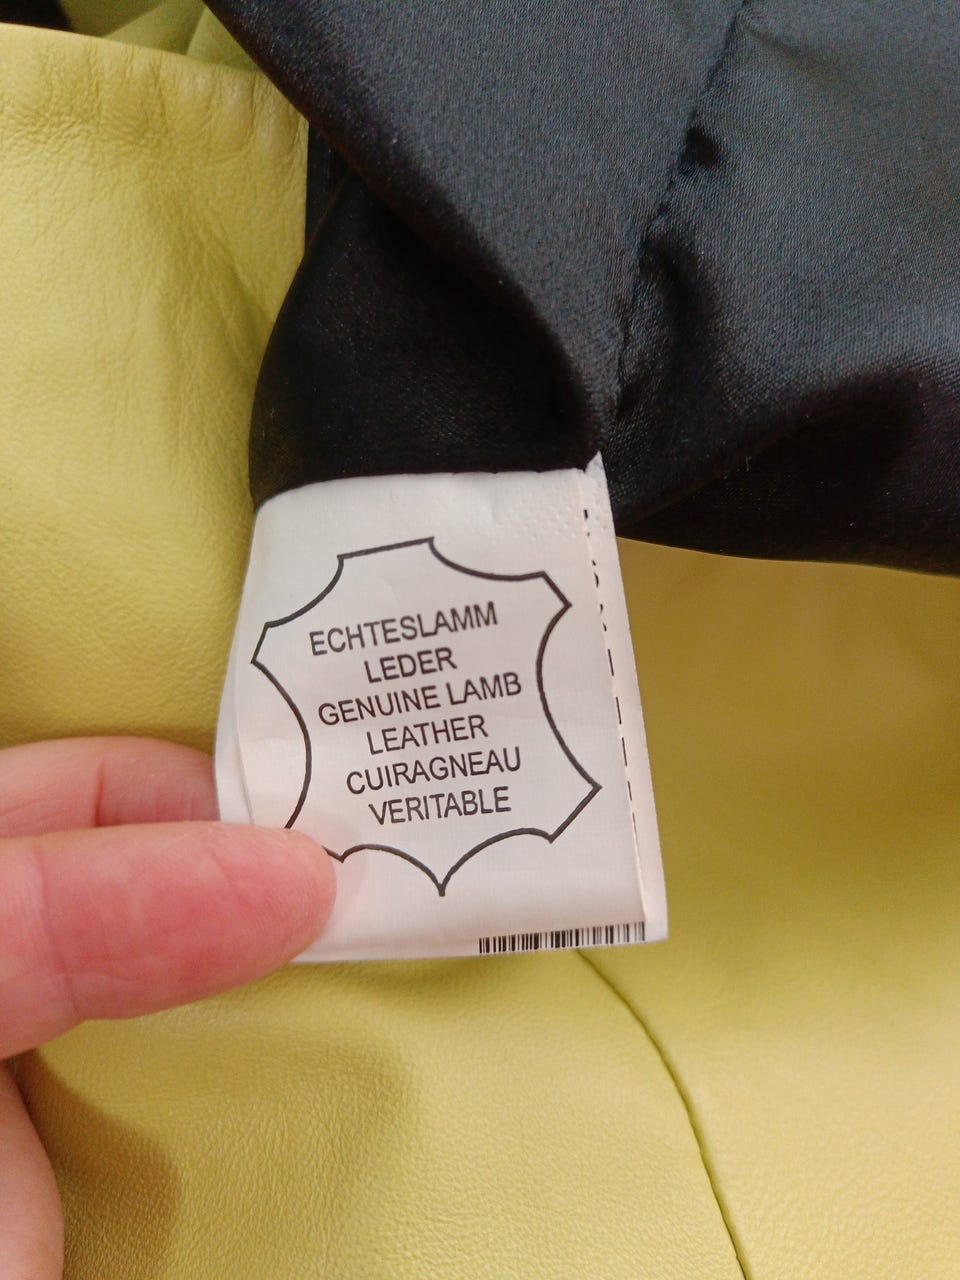 ECHTESLAMM
LEDER
GENUINE LAMB
LEATHER
CUIRAGNEAU
VERITABLE